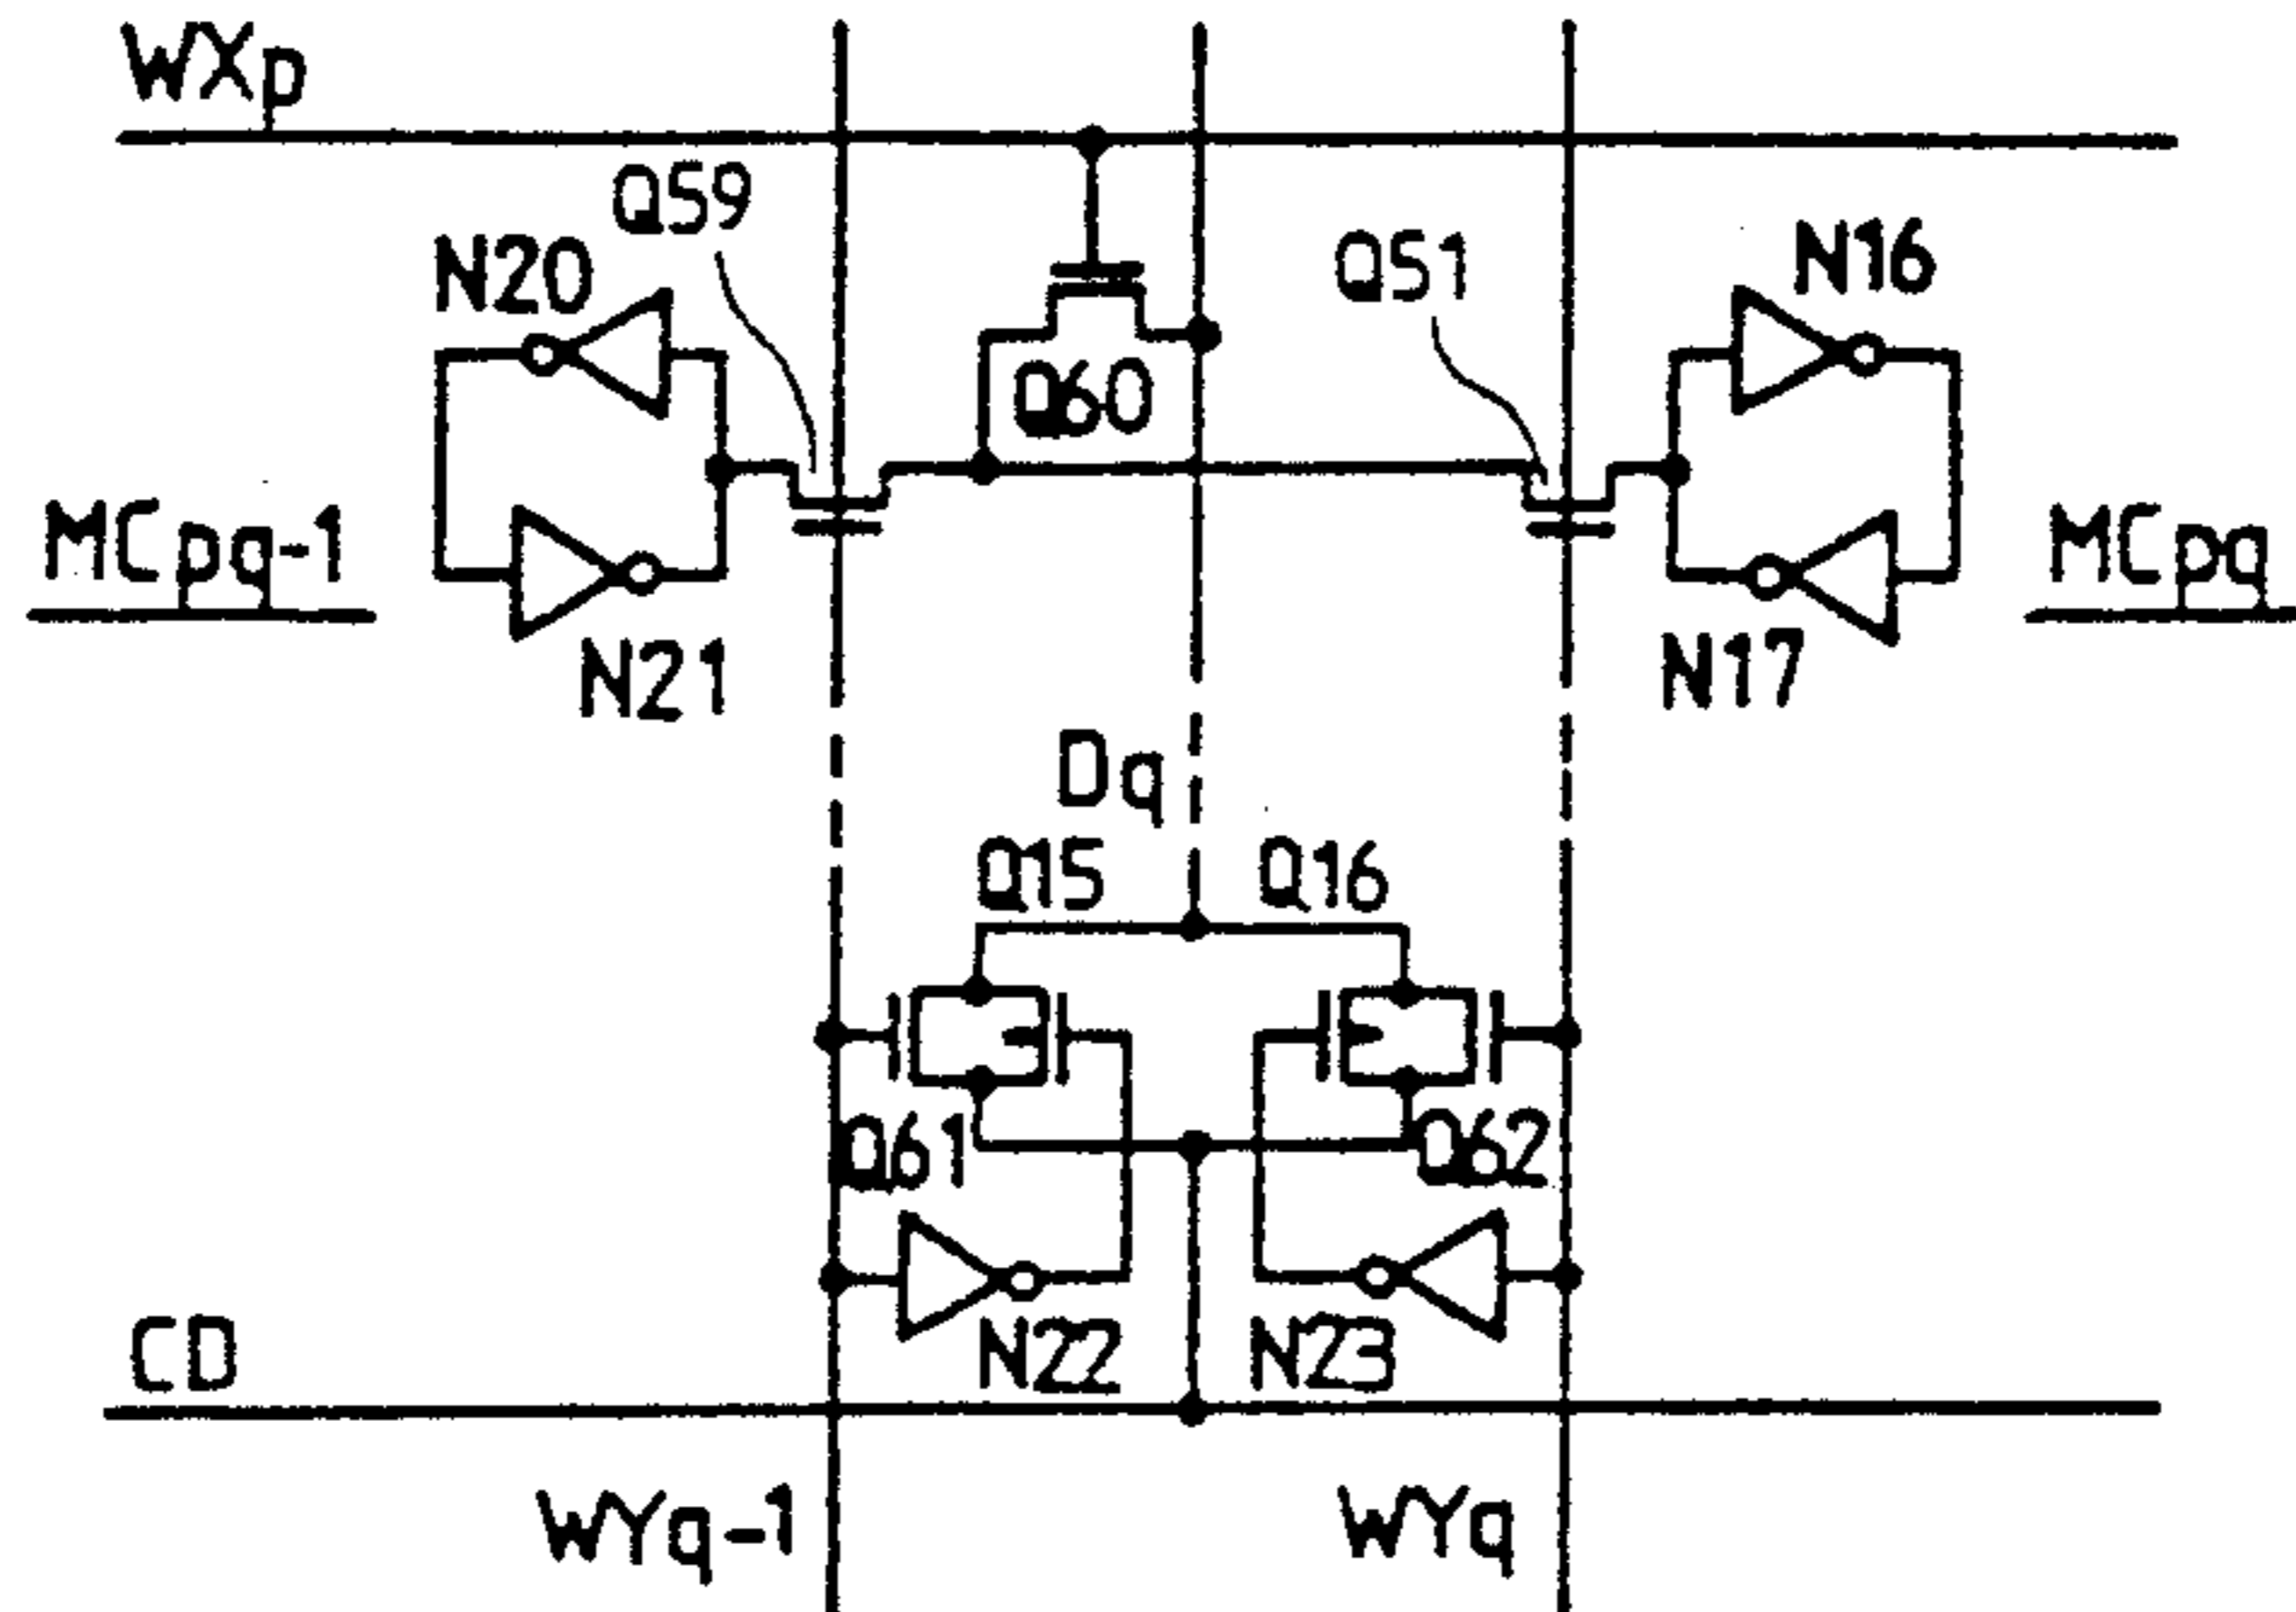 WXp
Q59
N20
Q51
N16
Q60
MCpq-1
MCpq
N21
N17
Dq
Q15
Q16
Q61
Q62
N22
N23
CD
WYq-1
WYq